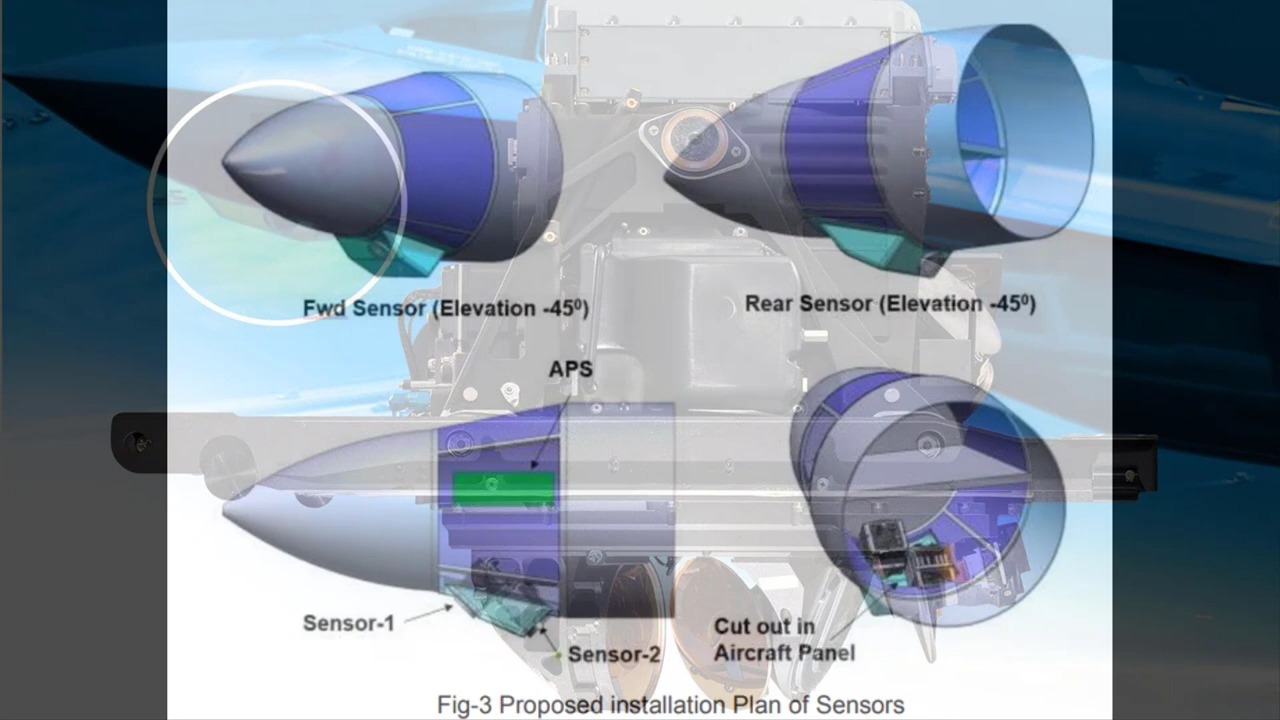 Fwd Sensor (Elevation -45⁰)
Rear Sensor (Elevation -45⁰)
APS
Sensor-1
Sensor-2
Cut out in
Aircraft Panel
Fig-3 Proposed installation Plan of Sensors